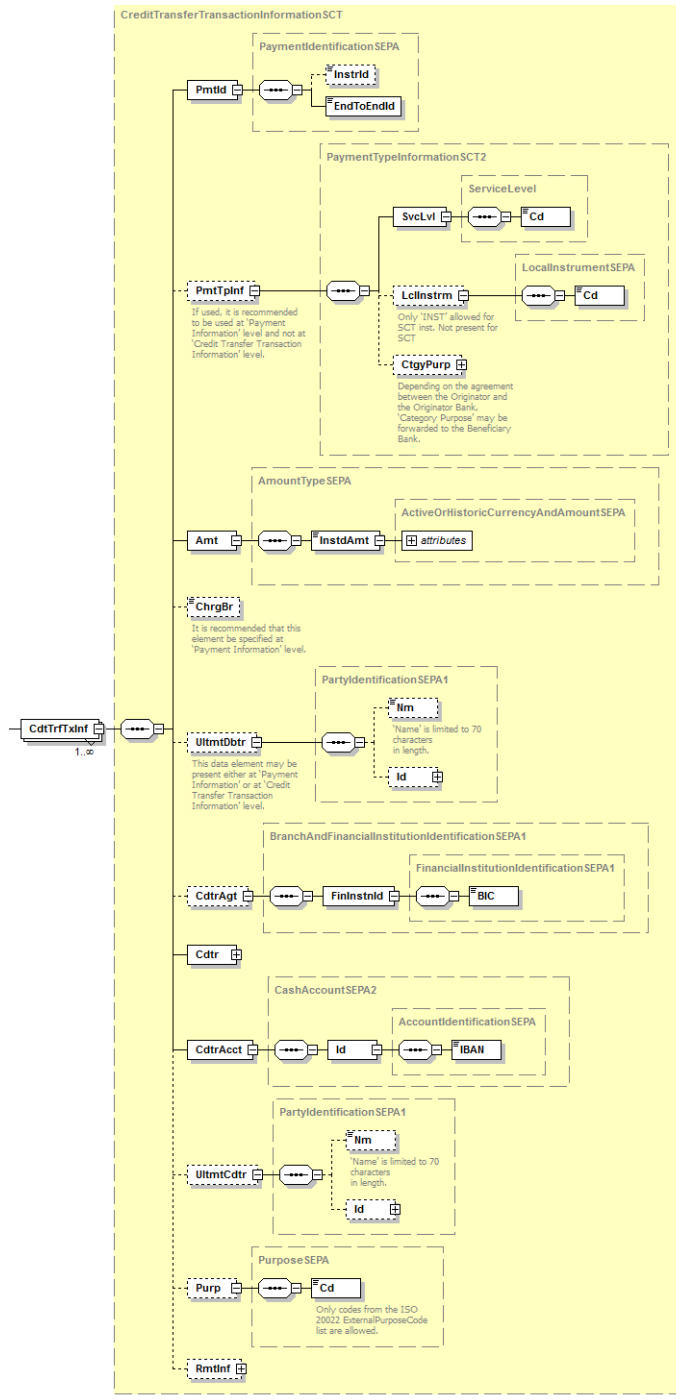 CreditTransferTransactionInformationSCT
PaymentIdentificationSEPA
InstrId
PmtId
EndToEndId
PaymentTypeInformationSCT2
ServiceLevel
SvcLvl
Cd
LocalInstrumentSEPA
PmtTpInf
LclInstrm
Cd
If used, it is recommended
to be used at 'Payment
Information' level and not at
'Credit Transfer Transaction
Information' level.
Only 'INST' allowed for
SCT inst. Not present for
SCT
CtgyPurp
Depending on the agreement
between the Originator and
the Originator Bank,
'Category Purpose' may be
forwarded to the Beneficiary
Bank.
AmountTypeSEPA
ActiveOrHistoricCurrencyAndAmountSEPA
Amt
InstdAmt
attributes
ChrgBr
It is recommended that this
element be specified at
'Payment Information' level.
PartyIdentificationSEPA1
Nm
'Name' is limited to 70
characters
in length.
CdtTrfTxInf
1..∞
UltmtDbtr
This data element may be
present either at 'Payment
Information' or at 'Credit
Transfer Transaction
Information' level.
Id
BranchAndFinancialInstitutionIdentificationSEPA1
FinancialInstitutionIdentificationSEPA1
CdtrAgt
FinInstnId
BIC
Cdtr
CashAccountSEPA2
AccountIdentificationSEPA
CdtrAcct
Id
IBAN
PartyIdentificationSEPA1
Nm
'Name' is limited to 70
characters
in length.
UltmtCdtr
Id
PurposeSEPA
Purp
Cd
Only codes from the ISO
20022 ExternalPurposeCode
list are allowed.
RmtInf